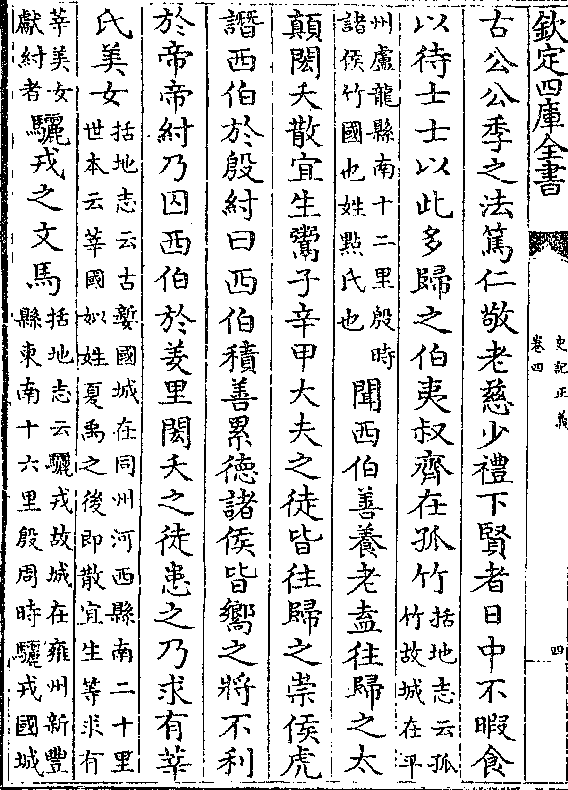 欽定四庫全書
史記正義
卷四
四
古公公季之法篤仁敬老慈少禮下賢者日中不暇食
以待士士以此多歸之伯夷叔齊在孤竹括地志云孤竹故城在平
州盧龍縣南十二里殷時諸侯竹國也姓墨氏也聞西伯善養老盍往歸之太
顛閎夭散宜生鬻子辛甲大夫之徒皆往歸之崇侯虎
譖西伯於殷紂曰西伯積善累德諸侯皆嚮之將不利
於帝帝紂乃囚西伯於羑里閎夭之徒患之乃求有莘
氏美女括地志云古㜪國城在同州河西縣南二十里世本云莘國姒姓夏禹之後即散宜生等求有
莘美女獻紂者驪戎之文馬括地志云驪戎故城在雍州新豐縣東南十六里殷周時驪戎國城